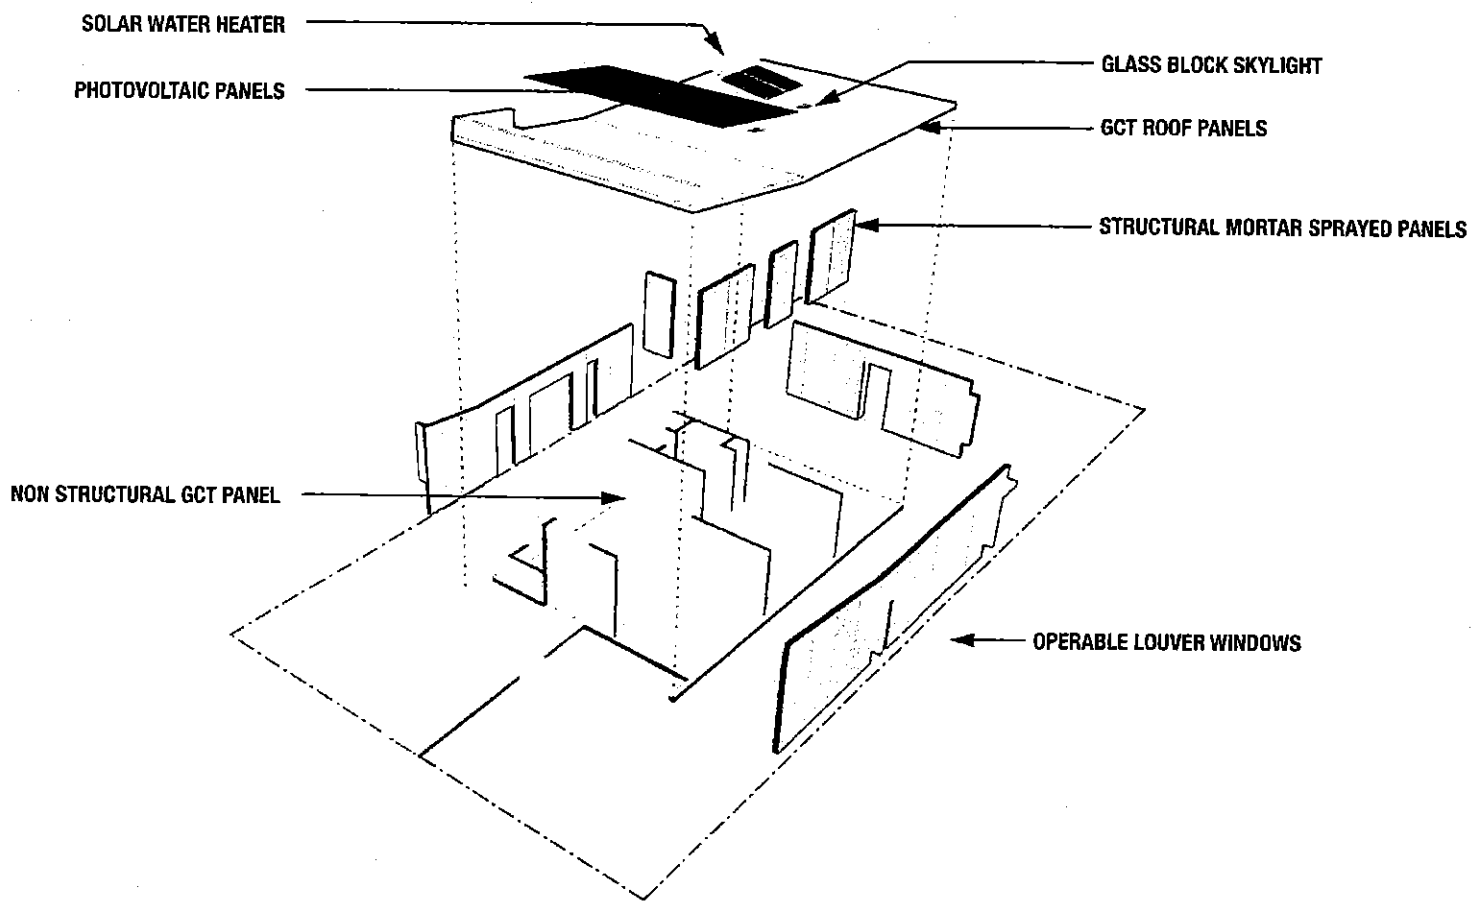 SOLAR WATER HEATER
PHOTOVOLTAIC PANELS
GLASS BLOCK SKYLIGHT
GCT ROOF PANELS
STRUCTURAL MORTAR SPRAYED PANELS
NON STRUCTURAL GCT PANEL
OPERABLE LOUVER WINDOWS